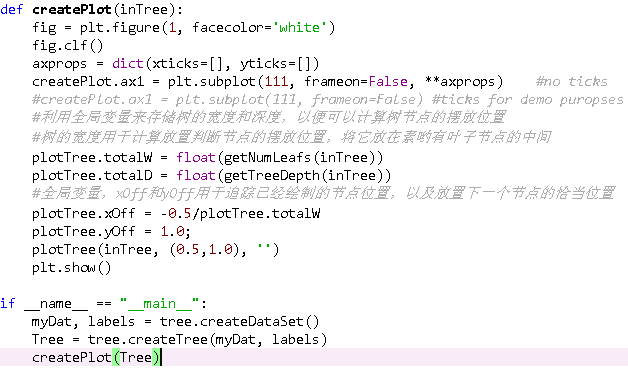 def createPlot(inTree):
    fig = plt.figure(1, facecolor='white')
    fig.clf()
    axprops = dict(xticks=[], yticks=[])
    createPlot.ax1 = plt.subplot(111, frameon=False, **axprops)    #no ticks
    #createPlot.ax1 = plt.subplot(111, frameon=False) #ticks for demo puropses
    #利用全局变量来存储树的宽度和深度，以便可以计算树节点的摆放位置
    #树的宽度用于计算放置判断节点的摆放位置，将它放在素哟有叶子节点的中间
    plotTree.totalW = float(getNumLeafs(inTree))
    plotTree.totalD = float(getTreeDepth(inTree))
    #全局变量，xOff和yOff用于追踪已经绘制的节点位置，以及放置下一个节点的恰当位置
    plotTree.xOff = -0.5/plotTree.totalW
    plotTree.yOff = 1.0;
    plotTree(inTree, (0.5,1.0), '')
    plt.show()
if __name__ == "__main__":
    myDat, labels = tree.createDataSet()
    Tree = tree.createTree(myDat, labels)
    createPlot(Tree)